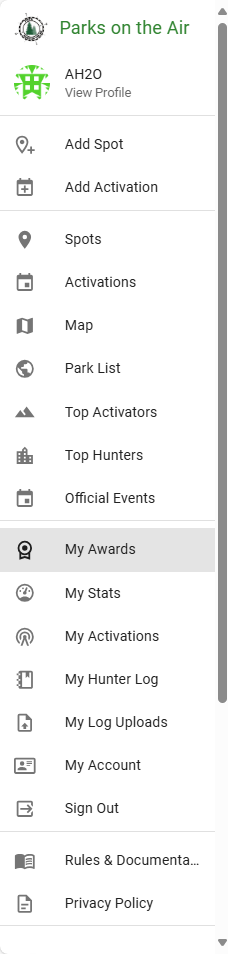 Parks on the Air
AH2O
View Profile
Add Spot
Add Activation
Spots
Activations
Map
Park List
Top Activators
Top Hunters
Official Events
My Awards
My Stats
My Activations
My Hunter Log
My Log Uploads
My Account
Sign Out
Rules & Documenta...
Privacy Policy